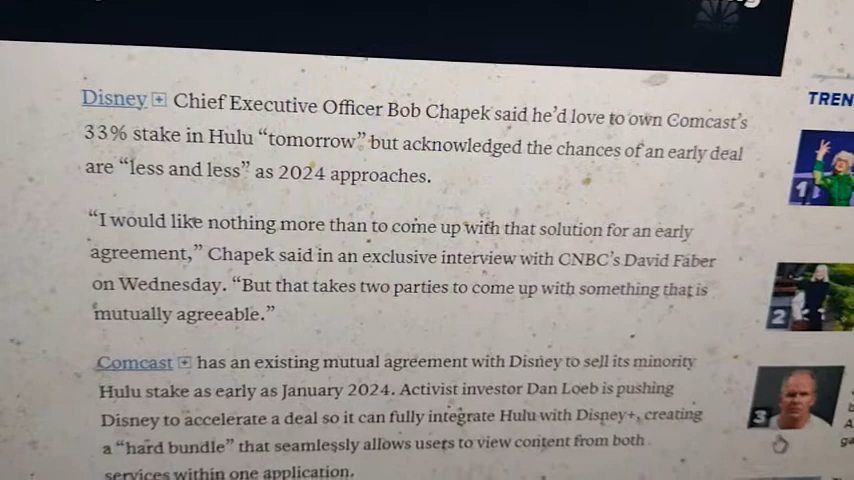 Disney + Chief Executive Officer Bob Chapek said he'd love to own Comcast's
33% stake in Hulu “tomorrow” but acknowledged the chances of an early deal
are “less and less” as 2024 approaches.
“I would like nothing more than to come up with that solution for an early
agreement,” Chapek said in an exclusive interview with CNBC's David Faber
on Wednesday. “But that takes two parties to come up with something that is
mutually agreeable.”
Comcast + has an existing mutual agreement with Disney to sell its minority
Hulu stake as early as January 2024. Activist investor Dan Loeb is pushing
Disney to accelerate a deal so it can fully integrate Hulu with Disney+, creating
a “hard bundle” that seamlessly allows users to view content from both
services within one application.
TREN
1
2
3